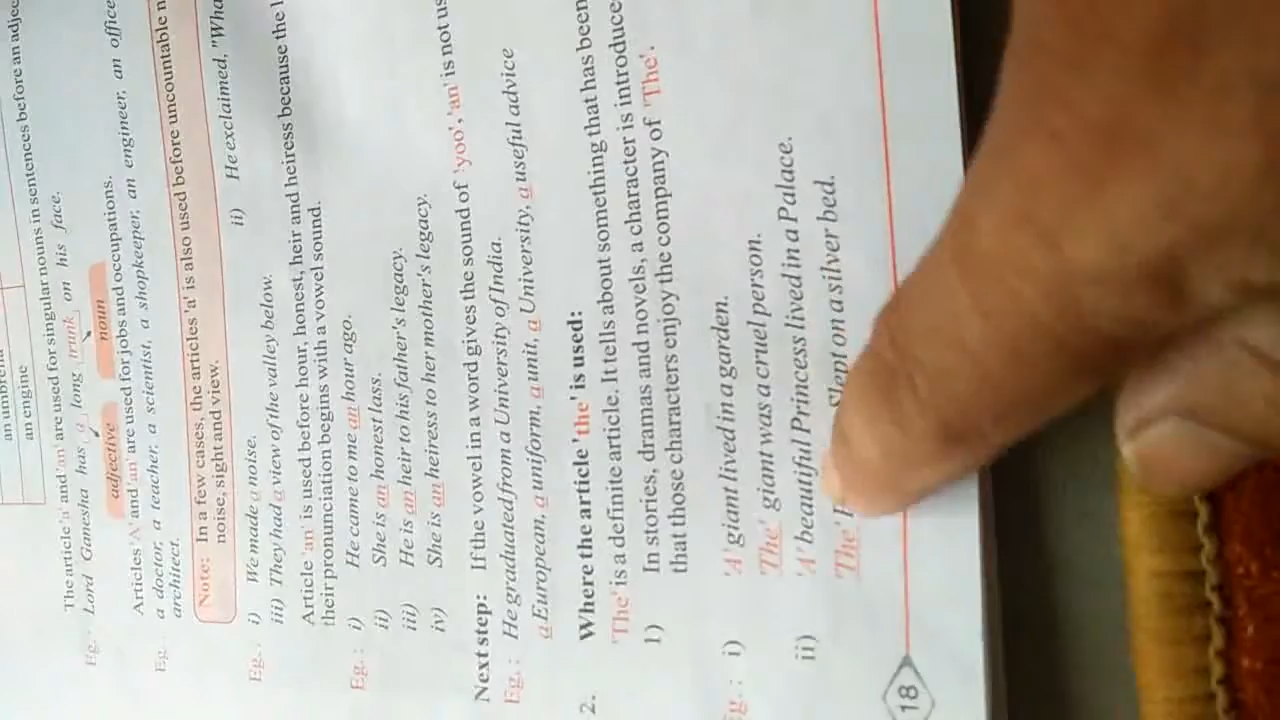 an umbrella
an engine
The article 'a' and 'an' are used for singular nouns in sentences before an adjec
Eg.: Lord Ganesha has a long trunk on his face.
adjective noun
Articles 'A' and 'an' are used for jobs and occupations.
Eg. a doctor, a teacher, a scientist, a shopkeeper, an engineer, an office
architect.
Note: In a few cases, the articles 'a' is also used before uncountable n
noise, sight and view.
Eg.: i) We made a noise. ii) He exclaimed, "Wha
iii) They had a view of the valley below.
Article 'an' is used before hour, honest, heir and heiress because the l
their pronunciation begins with a vowel sound.
Eg.: i) He came to me an hour ago.
ii) She is an honest lass.
iii) He is an heir to his father's legacy.
iv) She is an heiress to her mother's legacy.
Next step: If the vowel in a word gives the sound of 'yoo', 'an' is not us
Eg.: He graduated from a University of India.
a European, a uniform, a unit, a University, a useful advice
2. Where the article 'the' is used:
'The' is a definite article. It tells about something that has been
1) In stories, dramas and novels, a character is introduce
that those characters enjoy the company of 'The'.
Eg.: i) 'A' giant lived in a garden.
'The' giant was a cruel person.
ii) 'A' beautiful Princess lived in a Palace.
'The' Slept on a silver bed.
18